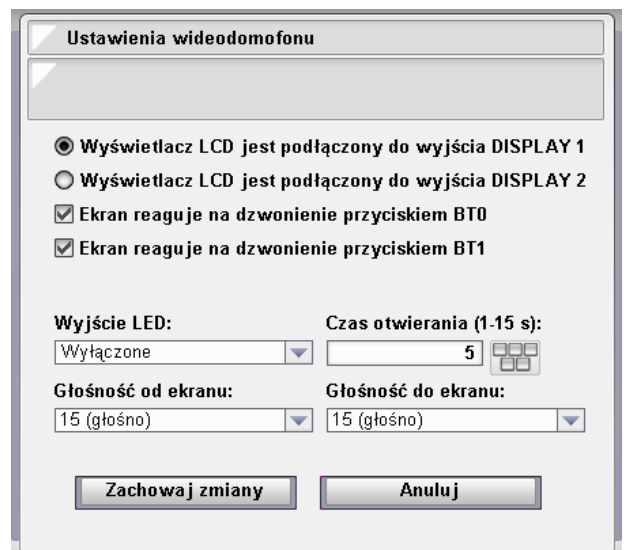 Ustawienia wideodomofonu
Wyświetlacz LCD jest podłączony do wyjścia DISPLAY 1
Wyświetlacz LCD jest podłączony do wyjścia DISPLAY 2
Ekran reaguje na dzwonienie przyciskiem BT0
Ekran reaguje na dzwonienie przyciskiem BT1
Wyjście LED: Czas otwierania (1-15 s):
Wyłączone 5
Głośność od ekranu: Głośność do ekranu:
15 (głośno) 15 (głośno)
Zachowaj zmiany Anuluj